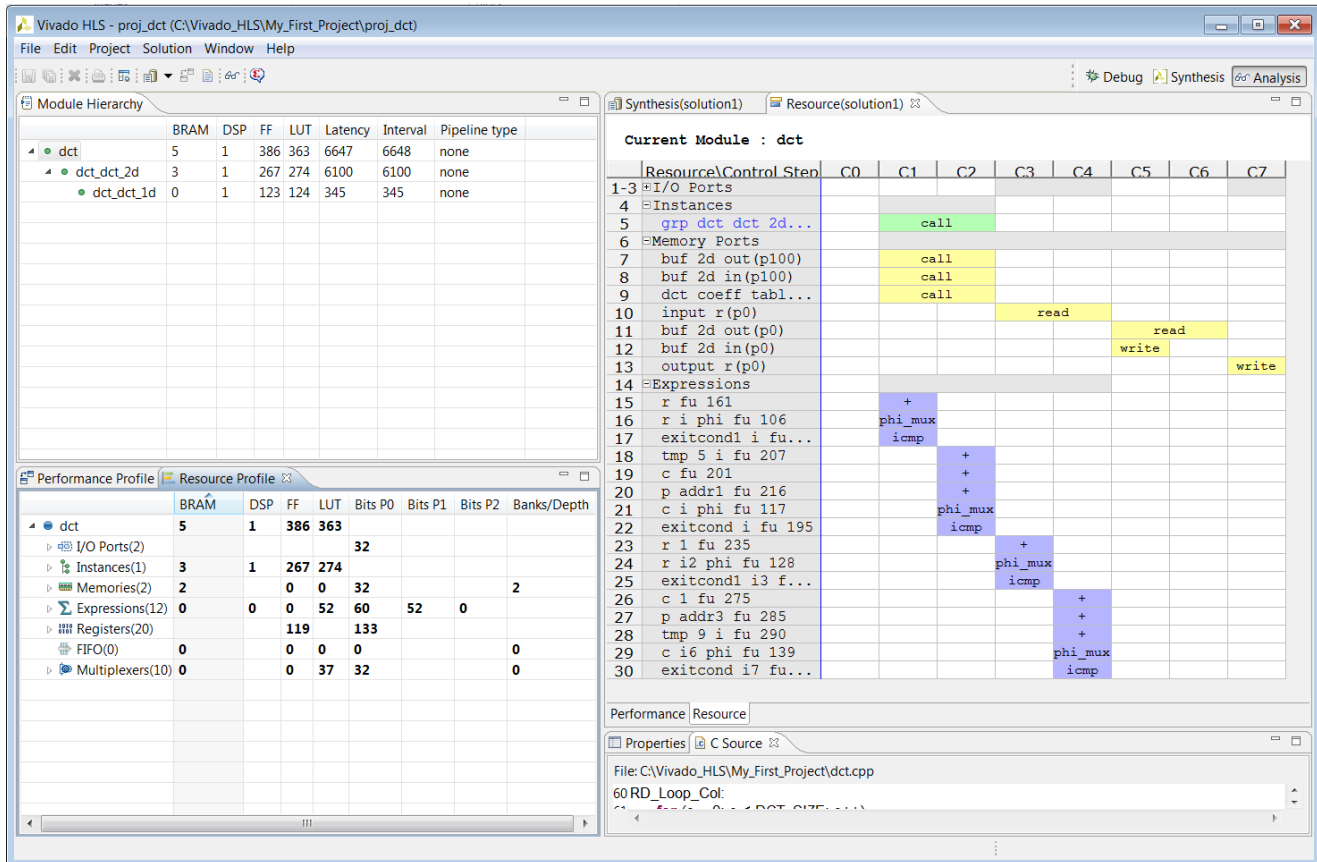 Vivado HLS - proj_dct (C:\Vivado_HLS\My_First_Project\proj_dct)
File Edit Project Solution Window Help
Debug Synthesis Analysis
Module Hierarchy
BRAM DSP FF LUT Latency Interval Pipeline type
dct 5 1 386 363 6647 6648 none
dct_dct_2d 3 1 267 274 6100 6100 none
dct_dct_1d 0 1 123 124 345 345 none
Performance Profile Resource Profile
BRAM DSP FF LUT Bits P0 Bits P1 Bits P2 Banks/Depth
dct 5 1 386 363
I/O Ports(2) 32
Instances(1) 3 1 267 274
Memories(2) 2 0 0 32 2
Expressions(12) 0 0 0 52 60 52 0
Registers(20) 119 133
FIFO(0) 0 0 0 0 0
Multiplexers(10) 0 0 37 32 0
Synthesis(solution1) Resource(solution1)
Current Module : dct
Resource\Control Step C0 C1 C2 C3 C4 C5 C6 C7
1-3 I/O Ports
4 Instances
5 grp dct dct 2d... call
6 Memory Ports
7 buf 2d out(p100) call
8 buf 2d in(p100) call
9 dct coeff tabl... call
10 input r(p0) read
11 buf 2d out(p0) read
12 buf 2d in(p0) write
13 output r(p0) write
14 Expressions
15 r fu 161 +
16 r i phi fu 106 phi_mux
17 exitcond1 i fu... icmp
18 tmp 5 i fu 207 +
19 c fu 201 +
20 p addr1 fu 216 +
21 c i phi fu 117 phi_mux
22 exitcond i fu 195 icmp
23 r 1 fu 235 +
24 r i2 phi fu 128 phi_mux
25 exitcond1 i3 f... icmp
26 c 1 fu 275 +
27 p addr3 fu 285 +
28 tmp 9 i fu 290 +
29 c i6 phi fu 139 phi_mux
30 exitcond i7 fu... icmp
Performance Resource
Properties C Source
File: C:\Vivado_HLS\My_First_Project\dct.cpp
60 RD_Loop_Col: